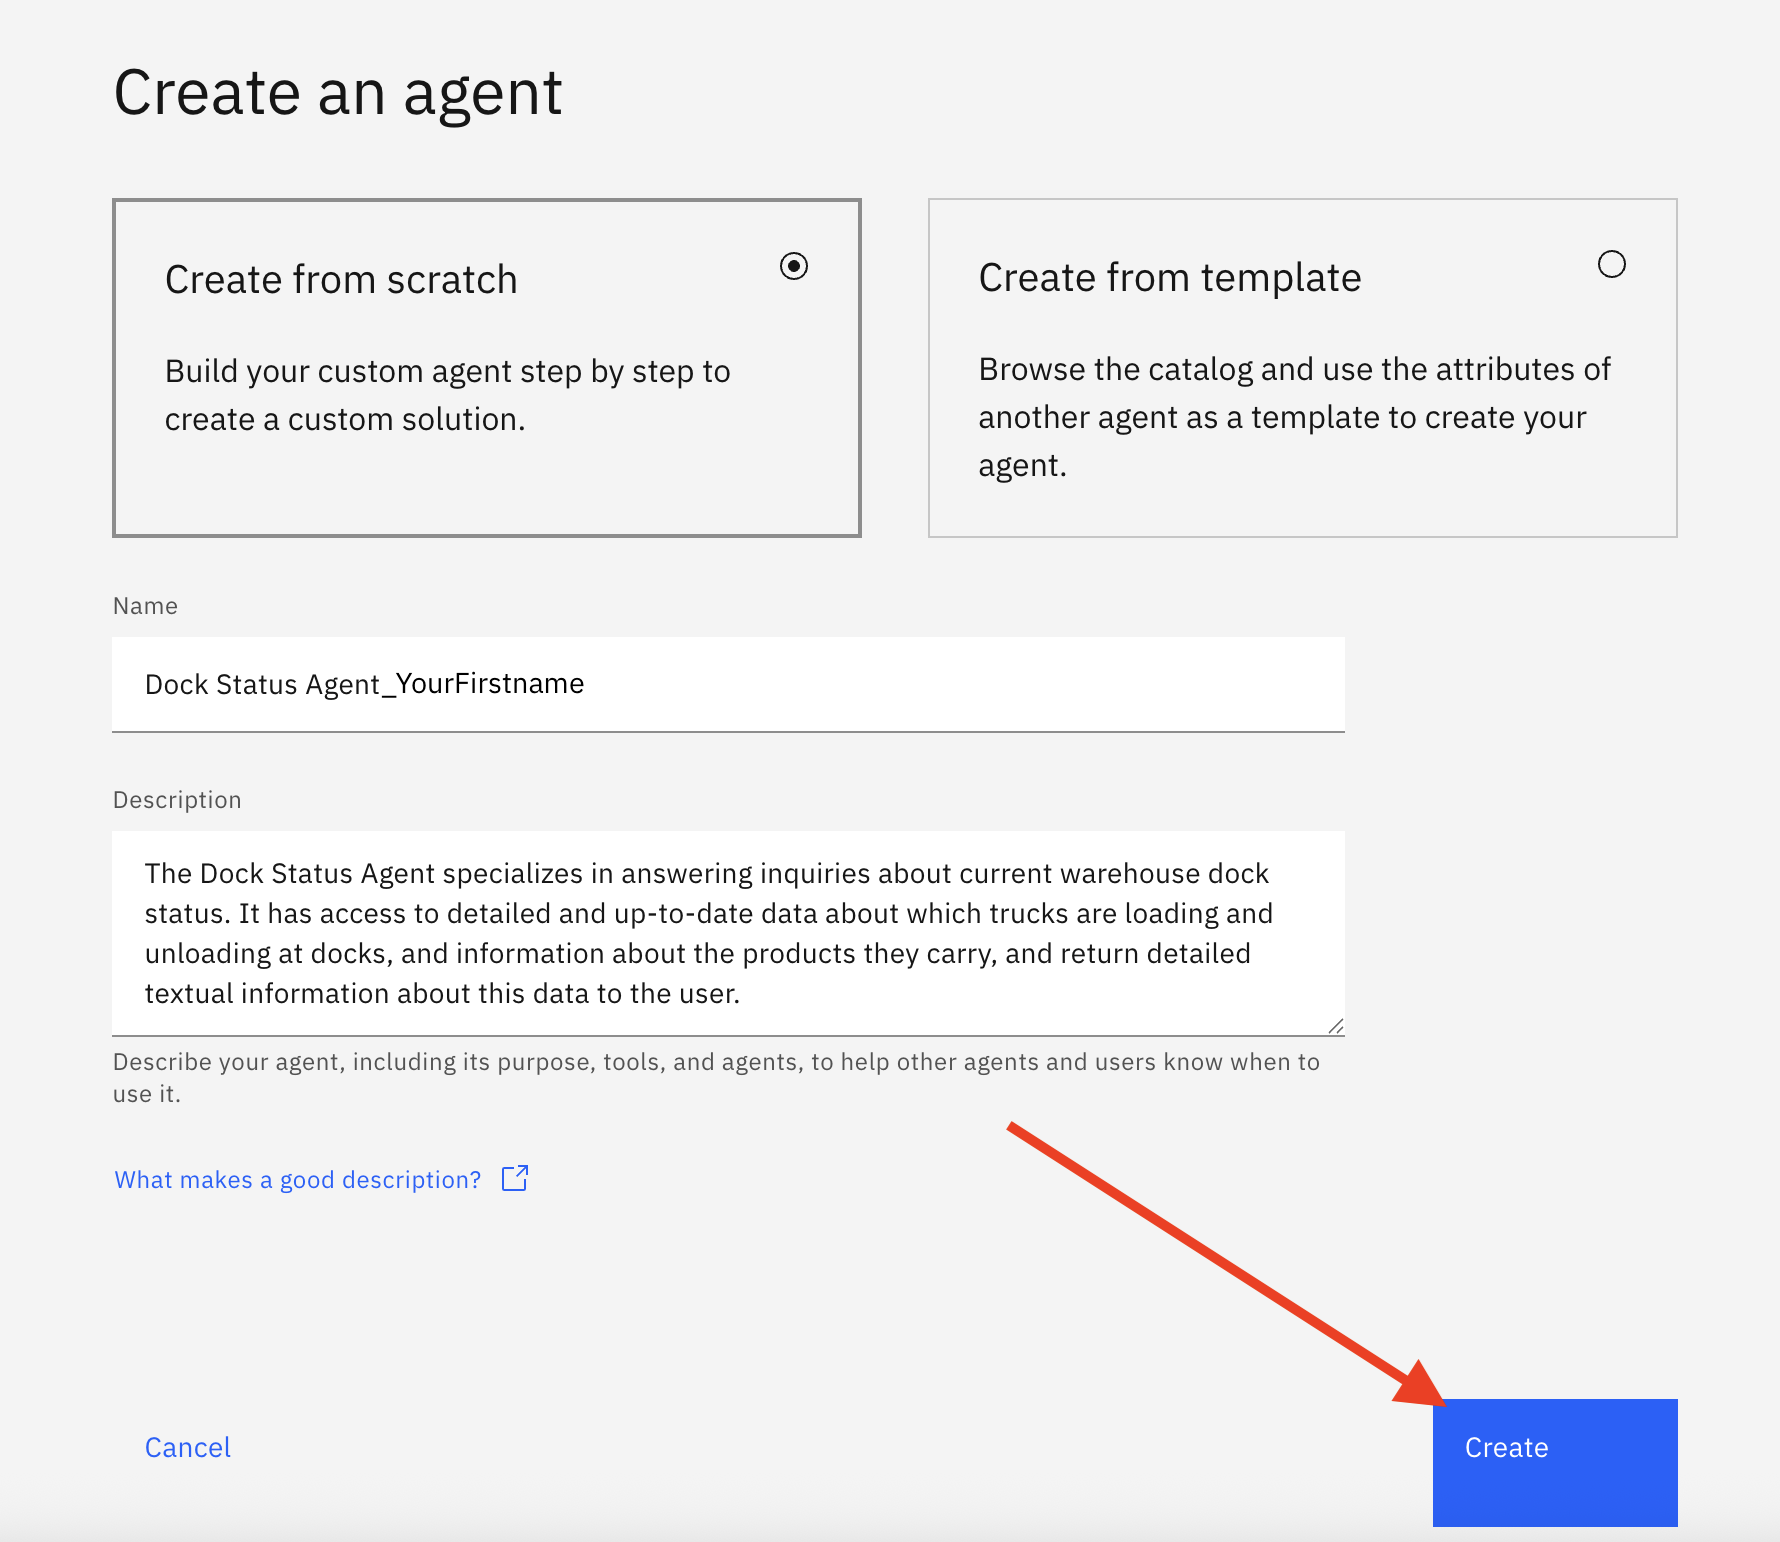 Create an agent
Create from scratch
Build your custom agent step by step to
create a custom solution.
Create from template
Browse the catalog and use the attributes of
another agent as a template to create your
agent.
Name
Dock Status Agent_YourFirstname
Description
The Dock Status Agent specializes in answering inquiries about current warehouse dock
status. It has access to detailed and up-to-date data about which trucks are loading and
unloading at docks, and information about the products they carry, and return detailed
textual information about this data to the user.
Describe your agent, including its purpose, tools, and agents, to help other agents and users know when to
use it.
What makes a good description?
Cancel
Create